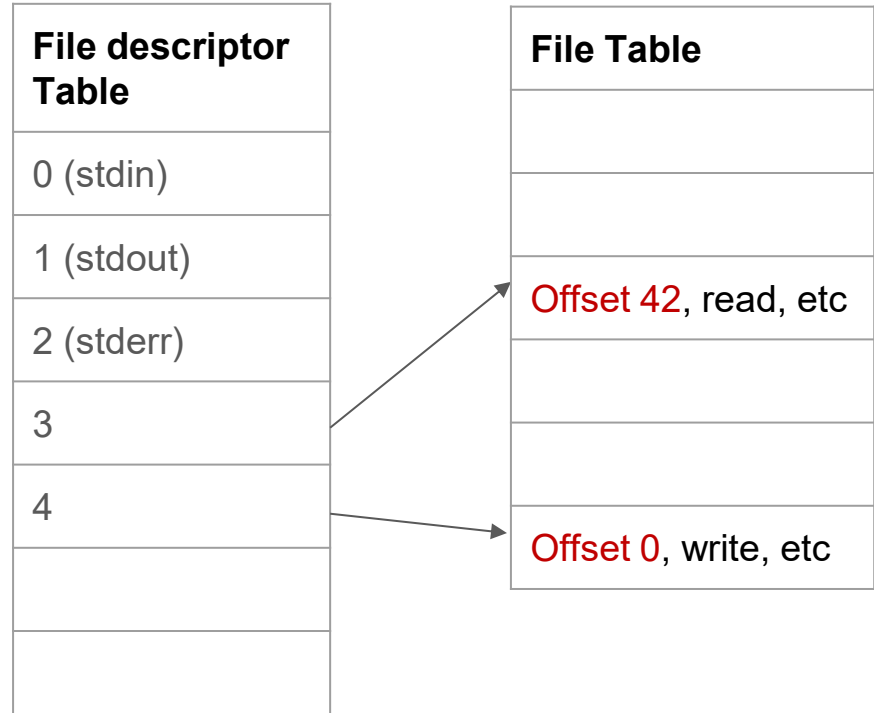 File descriptor
Table
0 (stdin)
1 (stdout)
2 (stderr)
3
4
File Table
Offset 42, read, etc
Offset 0, write, etc